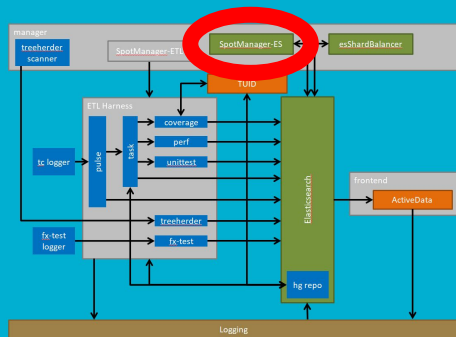 manager
treeherder
scanner
SpotManager-ETL
SpotManager-ES
esShardBalancer
TUID
ETL Harness
coverage
perf
unittest
pulse
task
tc logger
treeherder
fx-test
logger
fx-test
Elasticsearch
hg repo
frontend
ActiveData
Logging